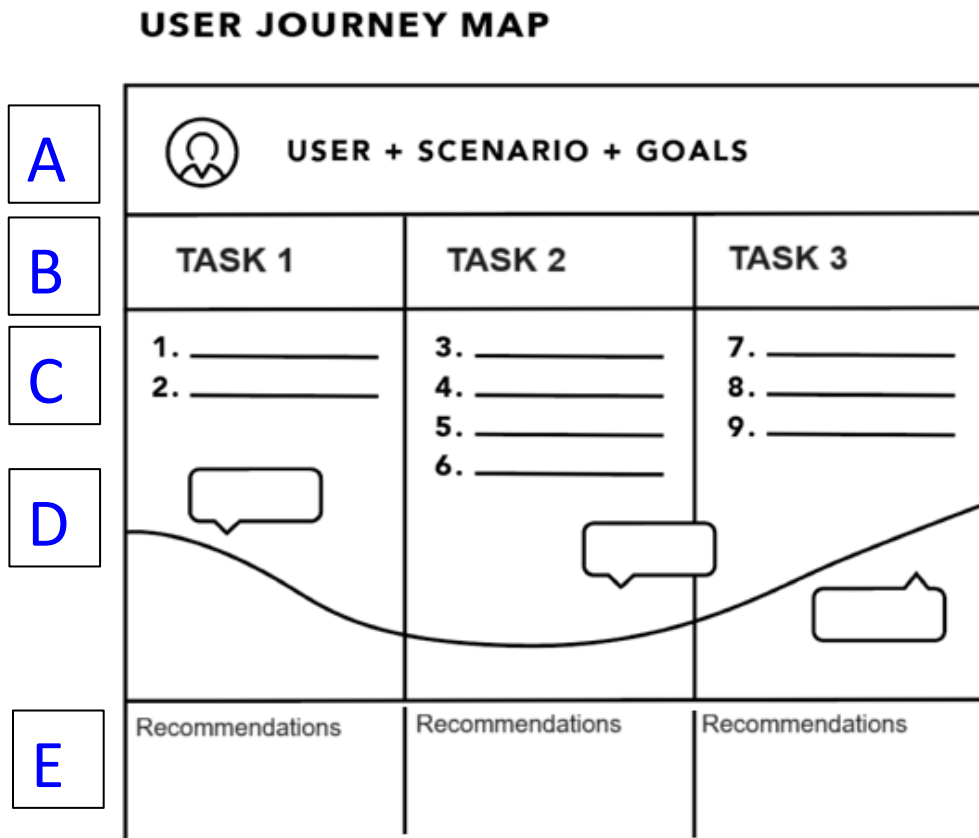 USER JOURNEY MAP
A
USER + SCENARIO + GOALS
B
TASK 1
TASK 2
TASK 3
C
1.
2.
3.
4.
5.
6.
7.
8.
9.
D
E
Recommendations
Recommendations
Recommendations